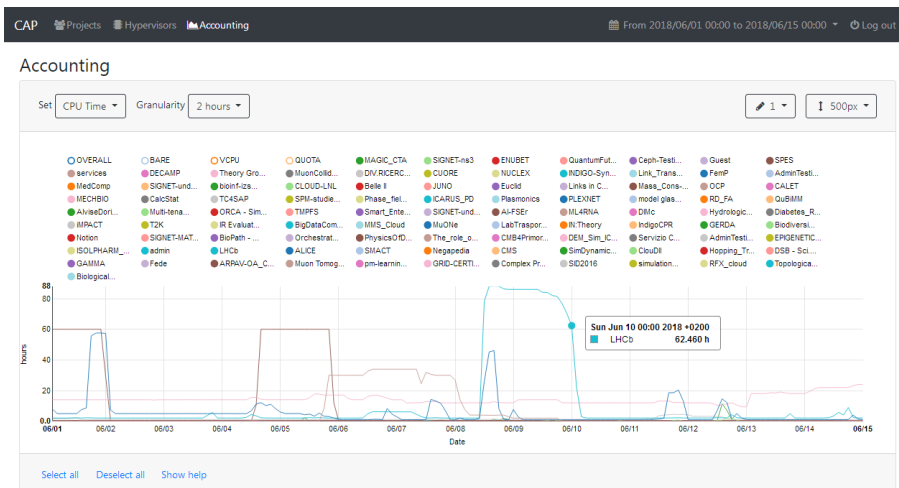 CAP Projects Hypervisors Accounting From 2018/06/01 00:00 to 2018/06/15 00:00 Log out
Accounting
Set CPU Time Granularity 2 hours 1 500px
OVERALL BARE VCPU QUOTA MAGIC_CTA SIGNET-ns3 ENUBET QuantumFut... Ceph-Testi... Guest SPES
services DECAMP Theory Gro... MuonCollid... DIV.RICERC... CUORE NUCLEX INDIGO-Syn... Link_Trans... FemP AdminTesti...
MedComp SIGNET-und... bioinf-izs... CLOUD-LNL Belle II JUNO Euclid Links in C... Mass_Cons-... OCP CALET
MECHBIO CalcStat TC4SAP SPM-studie... Phase_fiel... ICARUS_PD Plasmonics PLEXNET model glas... RD_FA QuBIMM
AlviseDori... Multi-tena... ORCA - Sim... TMPFS Smart_Ente... SIGNET-und... AI-FSEr ML4RNA DMc Hydrologic... Diabetes_R...
IMPACT T2K IR Evaluat... BigDataCom... MMS_Cloud MuONe LabTraspor... IN:Theory IndigoCPR GERDA Biodiversi...
Notion SIGNET-MAT... BioPath - ... Orchestrat... PhysicsOfD... The_role_o... CMB4Primor... DEM_Sim_IC... Servizio C... AdminTesti... EPIGENETIC...
ISOLPHARM_... admin LHCb ALICE SMACT Negapedia CMS SimDynamic... ClouDII Hopping_Tr... DSB - Sci....
GAMMA Fede ARPAV-OA_C... Muon Tomog... pm-learnin... GRID-CERTI... Complex Pr... SID2016 simulation... RFX_cloud Topologica...
Biological...
88
80
60
40
20
0.0
hours
Sun Jun 10 00:00 2018 +0200
LHCb 62.460 h
06/01 06/02 06/03 06/04 06/05 06/06 06/07 06/08 06/09 06/10 06/11 06/12 06/13 06/14 06/15
Date
Select all Deselect all Show help